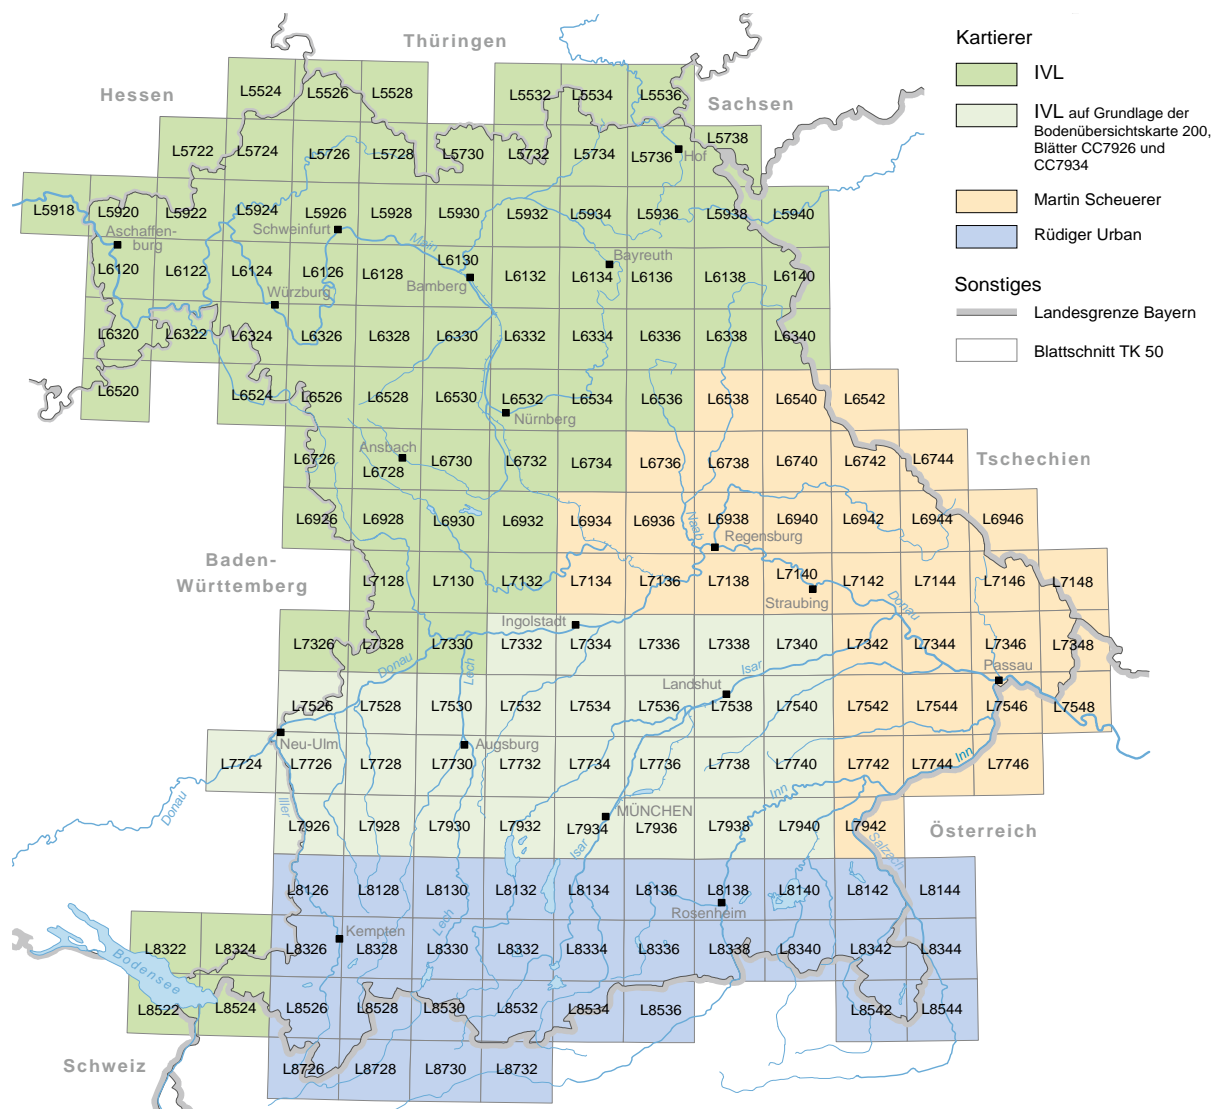 Thüringen
Hessen
Sachsen
Kartierer
IVL
IVL auf Grundlage der
Bodenübersichtskarte 200,
Blätter CC7926 und
CC7934
Martin Scheuerer
Rüdiger Urban
Sonstiges
Landesgrenze Bayern
Blattschnitt TK 50
L5524 L5526 L5528 L5532 L5534 L5536
L5722 L5724 L5726 L5728 L5730 L5732 L5734 L5736 L5738
Hof
L5918 L5920 L5922 L5924 L5926 L5928 L5930 L5932 L5934 L5936 L5938 L5940
Aschaffen-
burg
Schweinfurt
Main
Bayreuth
L6120 L6122 L6124 L6126 L6128 L6130 L6132 L6134 L6136 L6138 L6140
Würzburg
Bamberg
L6320 L6322 L6324 L6326 L6328 L6330 L6332 L6334 L6336 L6338 L6340
L6520 L6524 L6526 L6528 L6530 L6532 L6534 L6536 L6538 L6540 L6542
Nürnberg
Ansbach
L6726 L6728 L6730 L6732 L6734 L6736 L6738 L6740 L6742 L6744
Tschechien
L6926 L6928 L6930 L6932 L6934 L6936 L6938 L6940 L6942 L6944 L6946
Naab
Regensburg
Baden-
Württemberg
L7128 L7130 L7132 L7134 L7136 L7138 L7140 L7142 L7144 L7146 L7148
Straubing
Donau
Ingolstadt
L7326 L7328 L7330 L7332 L7334 L7336 L7338 L7340 L7342 L7344 L7346 L7348
Donau
Lech
Isar
Passau
Landshut
L7526 L7528 L7530 L7532 L7534 L7536 L7538 L7540 L7542 L7544 L7546 L7548
Neu-Ulm
Augsburg
Inn
L7724 L7726 L7728 L7730 L7732 L7734 L7736 L7738 L7740 L7742 L7744 L7746
Donau
Iller
Inn
MÜNCHEN
L7926 L7928 L7930 L7932 L7934 L7936 L7938 L7940 L7942
Isar
Salzach
Österreich
L8126 L8128 L8130 L8132 L8134 L8136 L8138 L8140 L8142 L8144
Lech
Rosenheim
Kempten
L8322 L8324 L8326 L8328 L8330 L8332 L8334 L8336 L8338 L8340 L8342 L8344
Bodensee
L8522 L8524 L8526 L8528 L8530 L8532 L8534 L8536 L8542 L8544
Schweiz
L8726 L8728 L8730 L8732